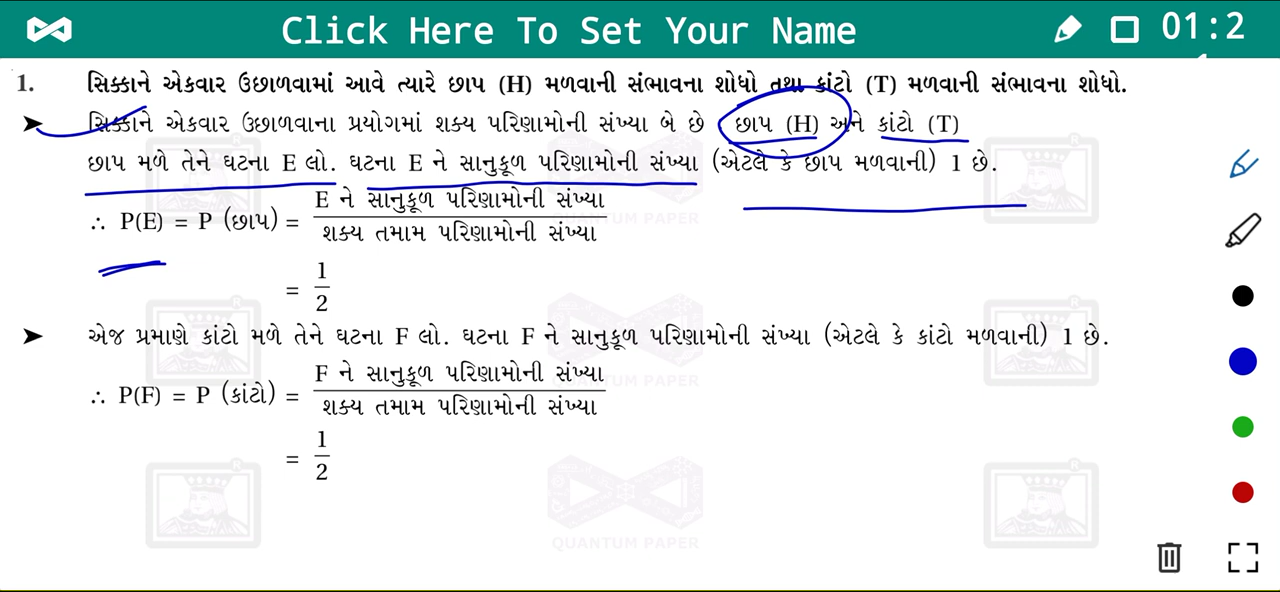 Click Here To Set Your Name
01:2
1. સિક્કાને એકવાર ઉછાળવામાં આવે ત્યારે છાપ (H) મળવાની સંભાવના શોધો તથા કાંટો (T) મળવાની સંભાવના શોધો.
➤ સિક્કાને એકવાર ઉછાળવાના પ્રયોગમાં શક્ય પરિણામોની સંખ્યા બે છે છાપ (H) અને કાંટો (T)
છાપ મળે તેને ઘટના E લો. ઘટના E ને સાનુકૂળ પરિણામોની સંખ્યા (એટલે કે છાપ મળવાની) 1 છે.
∴ P(E) = P (છાપ) = E ને સાનુકૂળ પરિણામોની સંખ્યા
શક્ય તમામ પરિણામોની સંખ્યા
= 1
2
➤ એજ પ્રમાણે કાંટો મળે તેને ઘટના F લો. ઘટના F ને સાનુકૂળ પરિણામોની સંખ્યા (એટલે કે કાંટો મળવાની) 1 છે.
∴ P(F) = P (કાંટો) = F ને સાનુકૂળ પરિણામોની સંખ્યા
શક્ય તમામ પરિણામોની સંખ્યા
= 1
2
QUANTUM PAPER